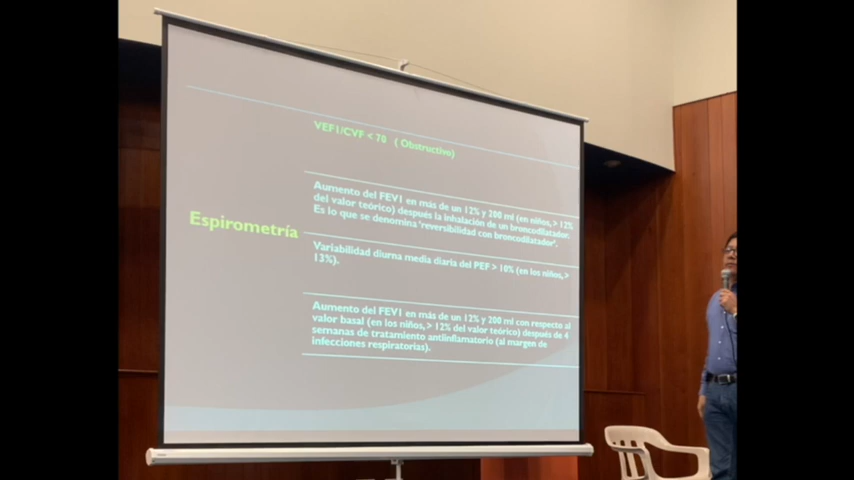 VEF1/CVF < 70 ( Obstructivo)
Aumento del FEV1 en más de un 12% y 200 ml (en niños, > 12%
del valor teórico) después la inhalación de un broncodilatador.
Es lo que se denomina 'reversibilidad con broncodilatador'.
Espirometría
Variabilidad diurna media diaria del PEF > 10% (en los niños, >
13%).
Aumento del FEV1 en más de un 12% y 200 ml con respecto al
valor basal (en los niños, > 12% del valor teórico) después de 4
semanas de tratamiento antiinflamatorio (al margen de
infecciones respiratorias).